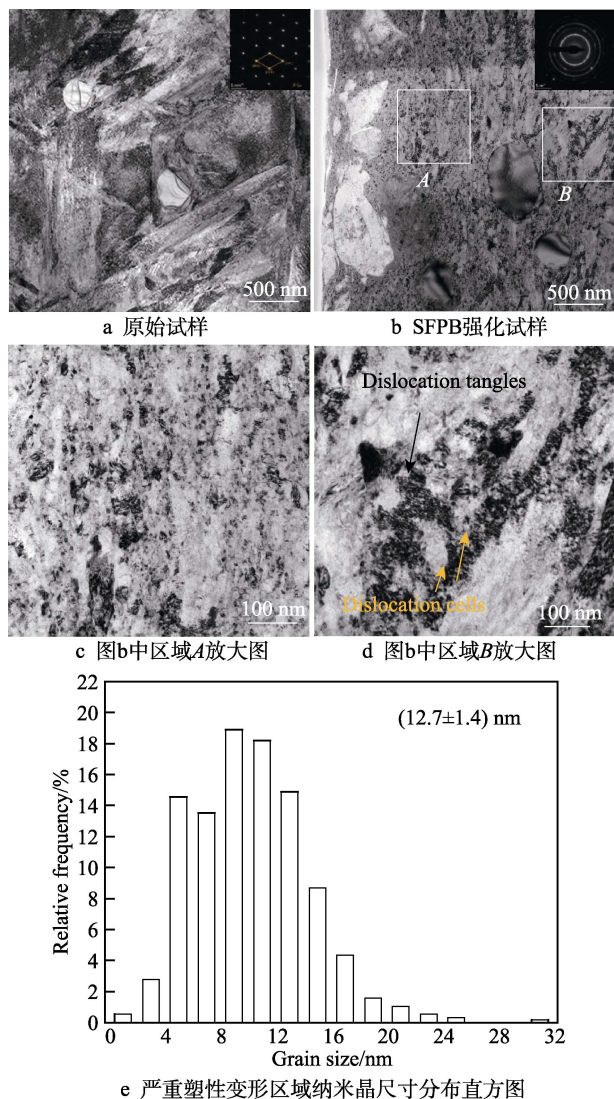 500 nm
a 原始试样
A
B
500 nm
b SFPB强化试样
100 nm
c 图b中区域A放大图
Dislocation tangles
Dislocation cells
100 nm
d 图b中区域B放大图
22
20
18
16
14
12
10
8
6
4
2
0
Relative frequency/%
(12.7±1.4) nm
0 4 8 12 16 20 24 28 32
Grain size/nm
e 严重塑性变形区域纳米晶尺寸分布直方图